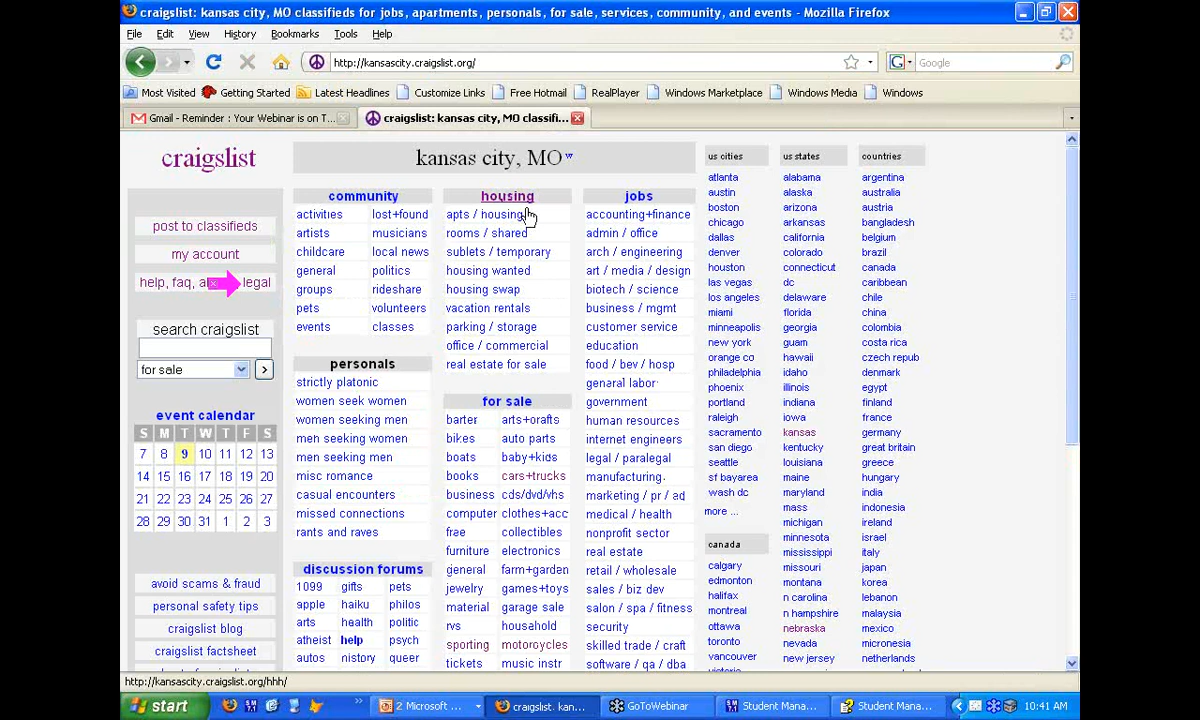 craigslist: kansas city, MO classifieds for jobs, apartments, personals, for sale, services, community, and events - Mozilla Firefox
File Edit View History Bookmarks Tools Help
http://kansascity.craigslist.org/
Google
Most Visited Getting Started Latest Headlines Customize Links Free Hotmail RealPlayer Windows Marketplace Windows Media Windows
Gmail - Reminder : Your Webinar is on T...
craigslist: kansas city, MO classifi...
craigslist
post to classifieds
my account
help, faq, a legal
search craigslist
for sale
>
event calendar
S M T W T F S
7 8 9 10 11 12 13
14 15 16 17 18 19 20
21 22 23 24 25 26 27
28 29 30 31 1 2 3
avoid scams & fraud
personal safety tips
craigslist blog
craigslist factsheet
kansas city, MO
community
activities lost+found
artists musicians
childcare local news
general politics
groups rideshare
pets volunteers
events classes
personals
strictly platonic
women seek women
women seeking men
men seeking women
men seeking men
misc romance
casual encounters
missed connections
rants and raves
discussion forums
1099 gifts pets
apple haiku philos
arts health politic
atheist help psych
autos history queer
housing
apts / housing
rooms / shared
sublets / temporary
housing wanted
housing swap
vacation rentals
parking / storage
office / commercial
real estate for sale
for sale
barter arts+crafts
bikes auto parts
boats baby+kids
books cars+trucks
business cds/dvd/vhs
computer clothes+acc
free collectibles
furniture electronics
general farm+garden
jewelry games+toys
material garage sale
rvs household
sporting motorcycles
tickets music instr
jobs
accounting+finance
admin / office
arch / engineering
art / media / design
biotech / science
business / mgmt
customer service
education
food / bev / hosp
general labor
government
human resources
internet engineers
legal / paralegal
manufacturing
marketing / pr / ad
medical / health
nonprofit sector
real estate
retail / wholesale
sales / biz dev
salon / spa / fitness
security
skilled trade / craft
software / qa / dba
us cities
atlanta
austin
boston
chicago
dallas
denver
houston
las vegas
los angeles
miami
minneapolis
new york
orange co
philadelphia
phoenix
portland
raleigh
sacramento
san diego
seattle
sf bayarea
wash dc
more ...
canada
calgary
edmonton
halifax
montreal
ottawa
toronto
vancouver
us states
alabama
alaska
arizona
arkansas
california
colorado
connecticut
dc
delaware
florida
georgia
guam
hawaii
idaho
illinois
indiana
iowa
kansas
kentucky
louisiana
maine
maryland
mass
michigan
minnesota
mississippi
missouri
montana
n carolina
n hampshire
nebraska
nevada
new jersey
countries
argentina
australia
austria
bangladesh
belgium
brazil
canada
caribbean
chile
china
colombia
costa rica
czech repub
denmark
egypt
finland
france
germany
great britain
greece
hungary
india
indonesia
ireland
israel
italy
japan
korea
lebanon
malaysia
mexico
micronesia
netherlands
http://kansascity.craigslist.org/hhh/
start
2 Microsoft ...
craigslist: kan...
GoToWebinar
Student Mana...
Student Mana...
10:41 AM